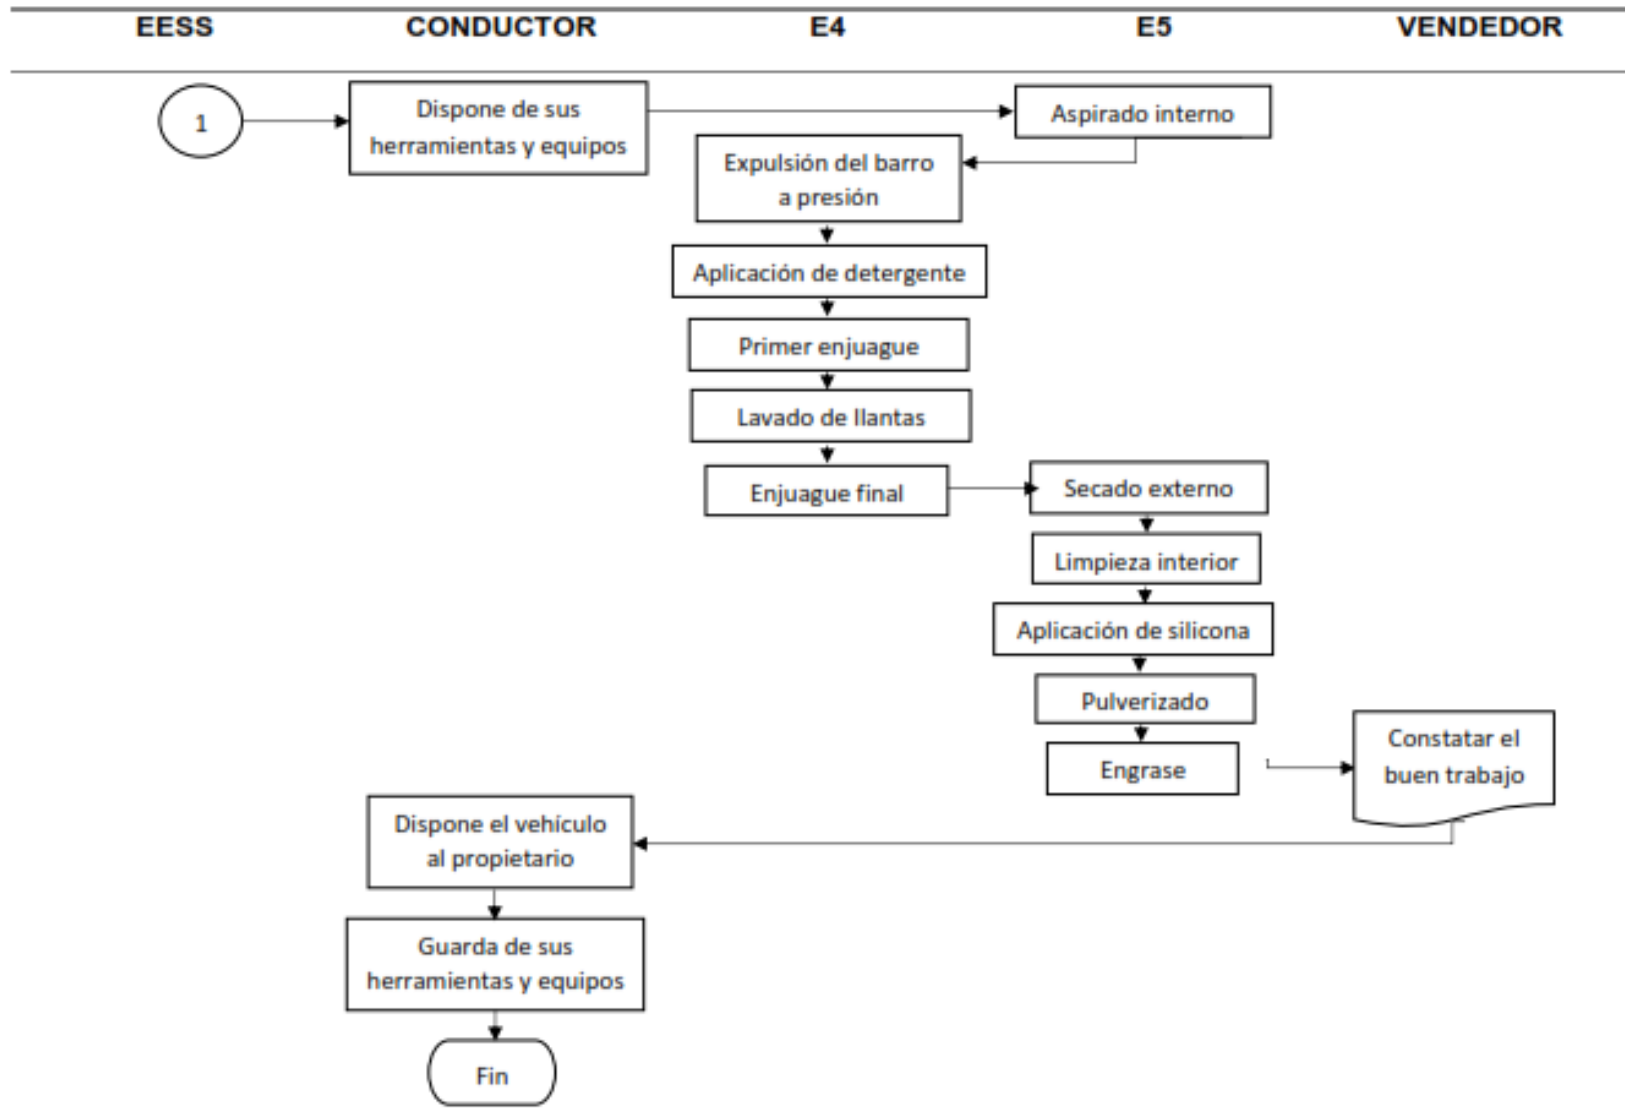 EESS CONDUCTOR E4 E5 VENDEDOR
1
Dispone de sus
herramientas y equipos
Aspirado interno
Expulsión del barro
a presión
Aplicación de detergente
Primer enjuague
Lavado de llantas
Enjuague final
Secado externo
Limpieza interior
Aplicación de silicona
Pulverizado
Engrase
Constatar el
buen trabajo
Dispone el vehículo
al propietario
Guarda de sus
herramientas y equipos
Fin